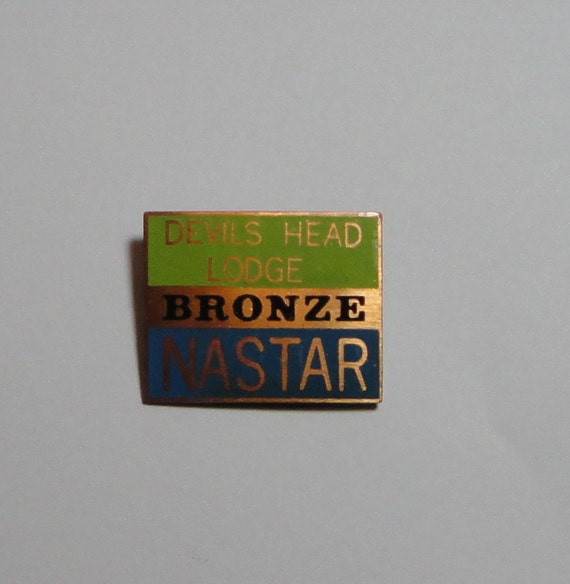 DEVILS HEAD
LODGE
BRONZE
NASTAR